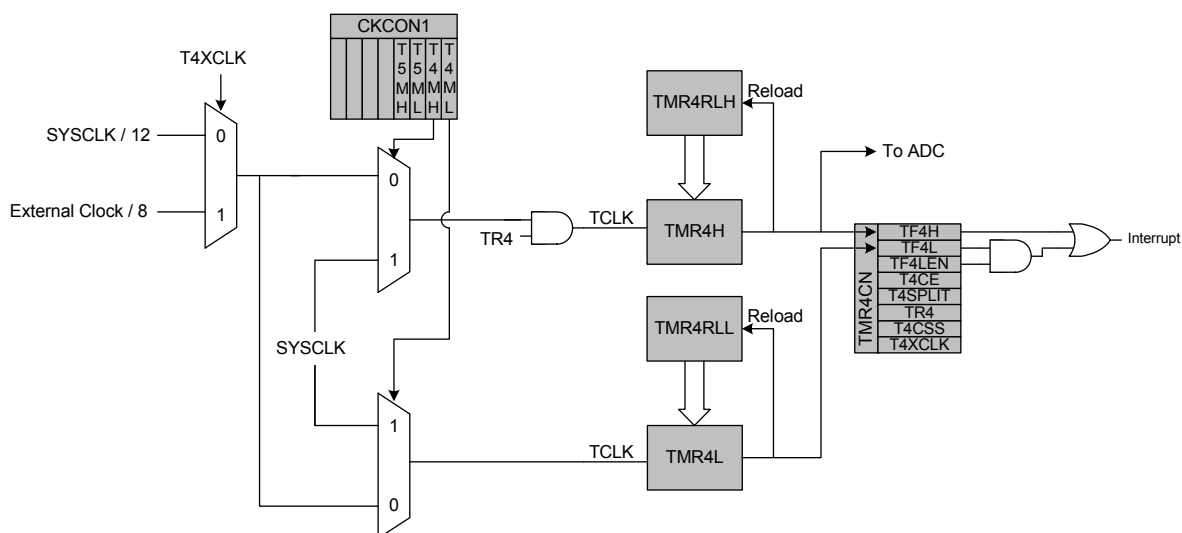 CKCON1
T5MH
T5ML
T4MH
T4ML
T4XCLK
SYSCLK / 12
0
External Clock / 8
1
0
1
TR4
TCLK
TMR4RLH
Reload
TMR4H
To ADC
TMR4CN
TF4H
TF4L
TF4LEN
T4CE
T4SPLIT
TR4
T4CSS
T4XCLK
Interrupt
SYSCLK
1
0
TCLK
TMR4RLL
Reload
TMR4L